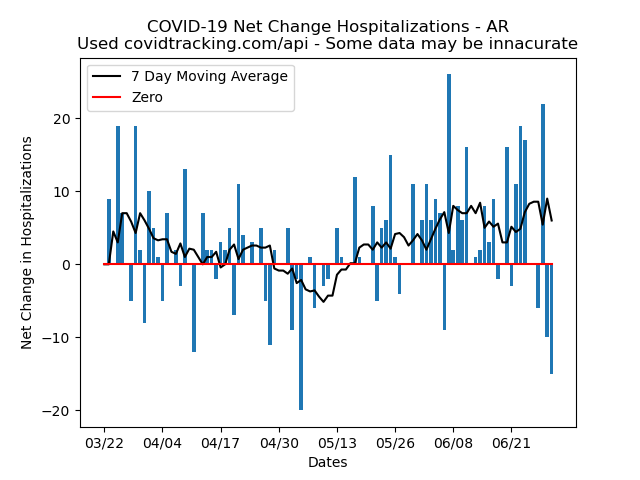 COVID-19 Net Change Hospitalizations - AR
Used covidtracking.com/api - Some data may be innacurate
7 Day Moving Average
Zero
Net Change in Hospitalizations
20
10
0
−10
−20
03/22 04/04 04/17 04/30 05/13 05/26 06/08 06/21
Dates